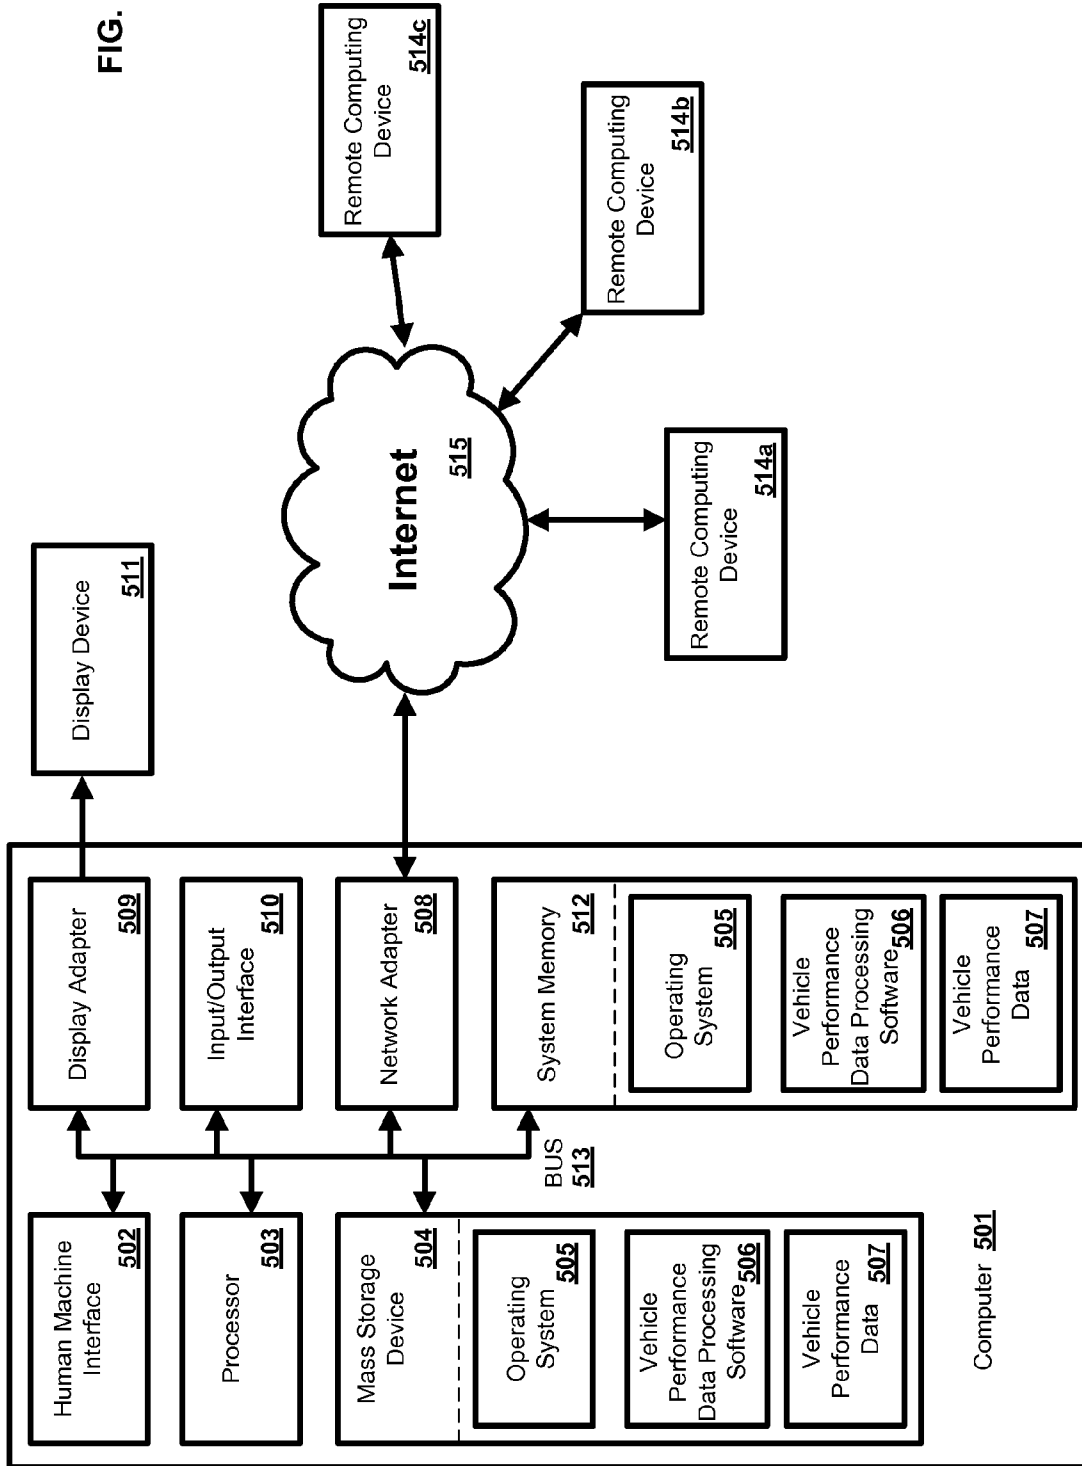 FIG.
Human Machine
Interface
502
Processor
503
Mass Storage
Device
504
Operating
System
505
Vehicle
Performance
Data Processing
Software
506
Vehicle
Performance
Data
507
Computer 501
BUS
513
Display Adapter
509
Input/Output
Interface
510
Network Adapter
508
System Memory
512
Operating
System
505
Vehicle
Performance
Data Processing
Software
506
Vehicle
Performance
Data
507
Display Device
511
Internet
515
Remote Computing
Device
514a
Remote Computing
Device
514b
Remote Computing
Device
514c